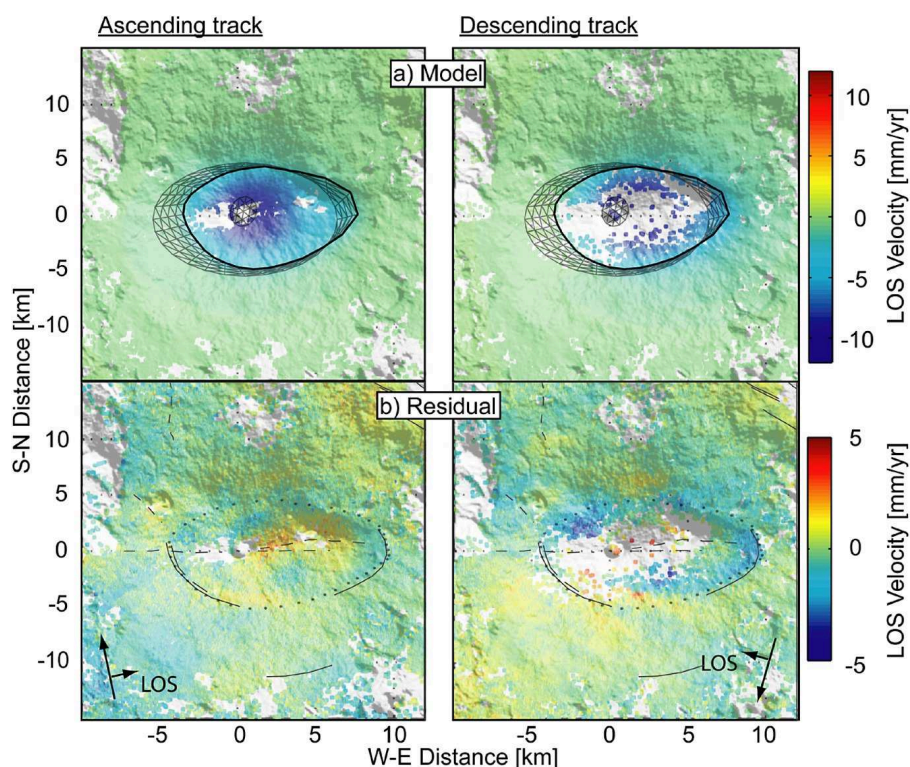 Ascending track
Descending track
a) Model
10
5
0
-5
-10
10
5
0
-5
-10
LOS Velocity [mm/yr]
S-N Distance [km]
b) Residual
10
5
0
-5
-10
LOS
LOS
5
0
-5
LOS Velocity [mm/yr]
-5
0
5
10
-5
0
5
10
W-E Distance [km]